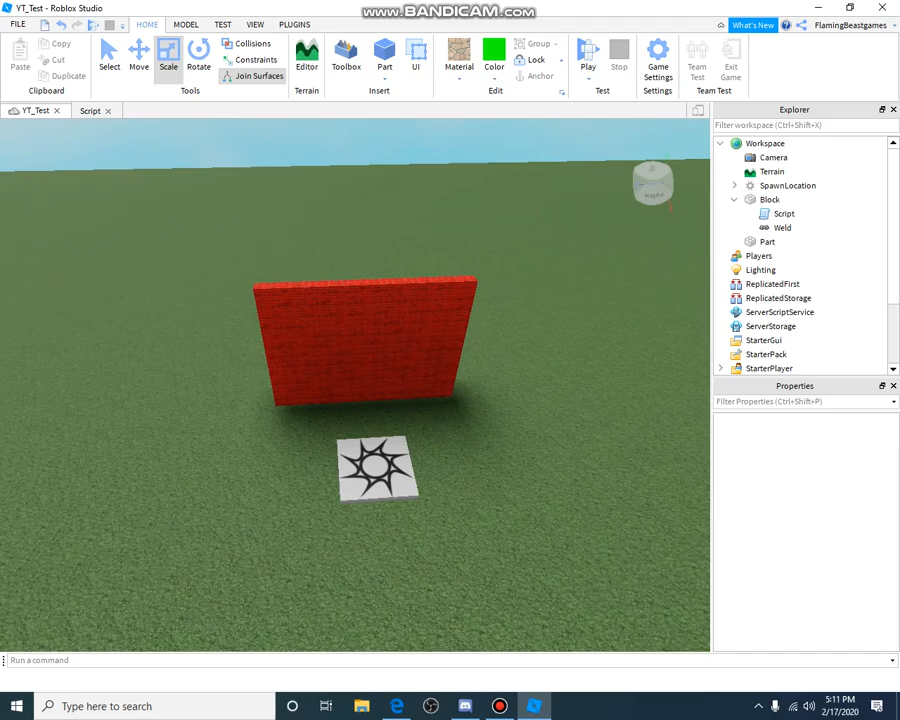 YT_Test - Roblox Studio
www.BANDICAM.com
FILE
HOME
MODEL
TEST
VIEW
PLUGINS
What's New
FlamingBeastgames
Paste
Copy
Cut
Duplicate
Clipboard
Select
Move
Scale
Rotate
Collisions
Constraints
Join Surfaces
Tools
Editor
Terrain
Toolbox
Part
UI
Insert
Material
Color
Group
Lock
Anchor
Edit
Play
Stop
Test
Game Settings
Settings
Team Test
Exit Game
Team Test
YT_Test
Script
Explorer
Filter workspace (Ctrl+Shift+X)
Workspace
Camera
Terrain
SpawnLocation
Block
Script
Weld
Part
Players
Lighting
ReplicatedFirst
ReplicatedStorage
ServerScriptService
ServerStorage
StarterGui
StarterPack
StarterPlayer
Properties
Filter Properties (Ctrl+Shift+P)
Run a command
Type here to search
5:11 PM
2/17/2020